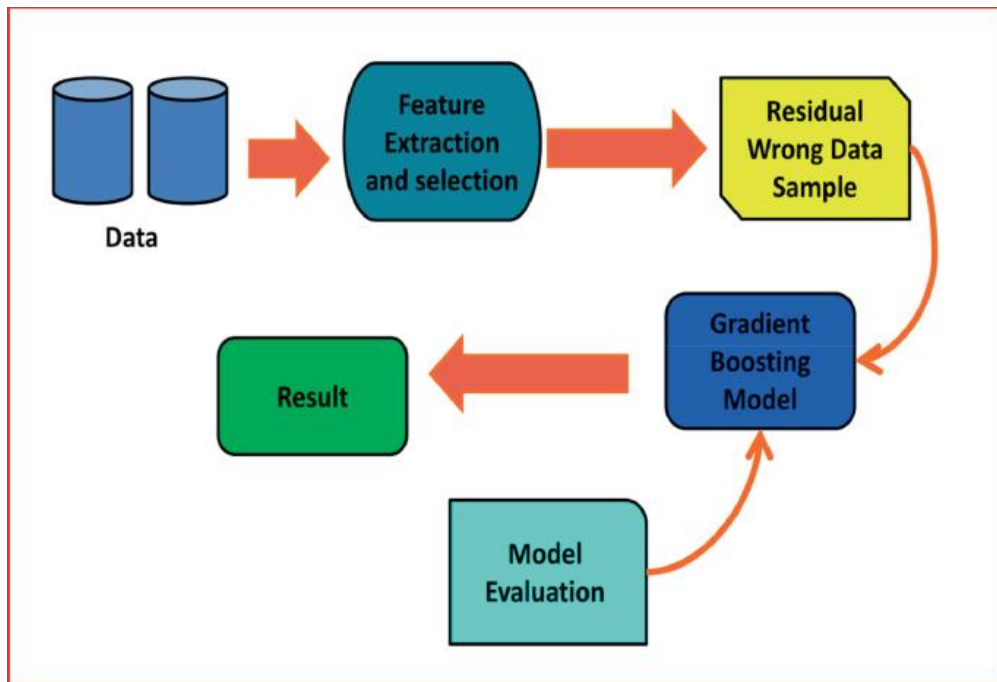 Data
Feature
Extraction
and selection
Residual
Wrong Data
Sample
Gradient
Boosting
Model
Result
Model
Evaluation